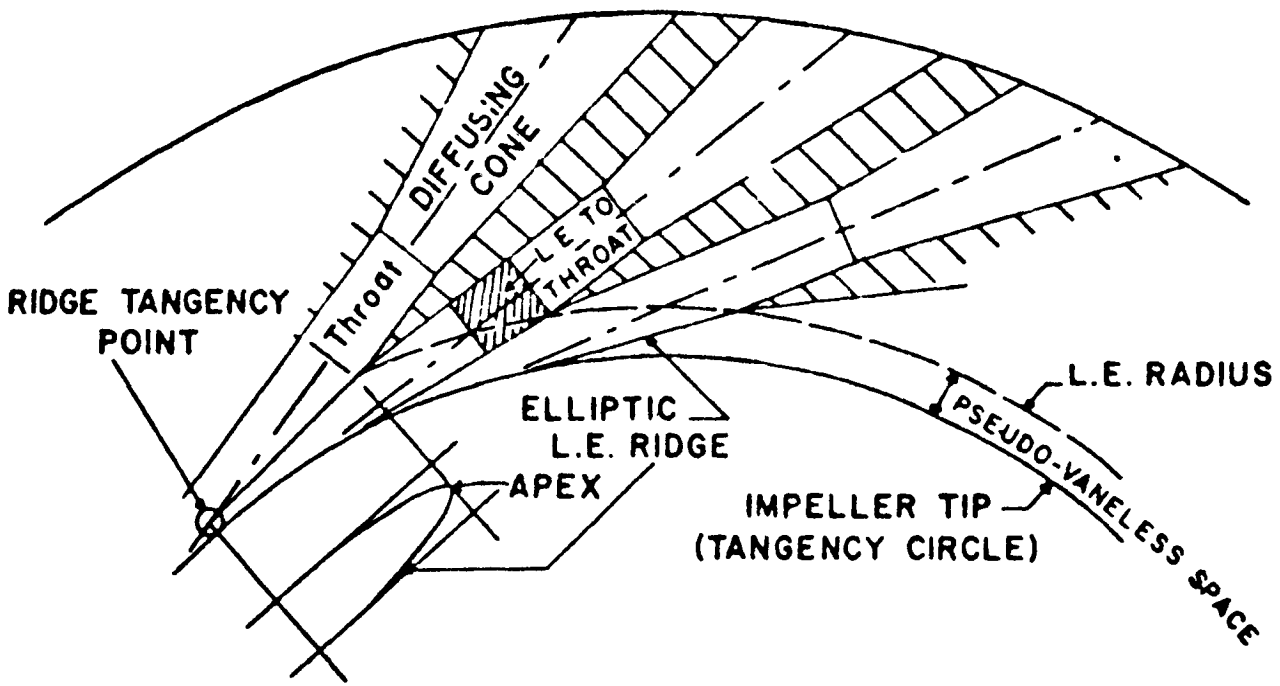 DIFFUSING
CONE
L E TO
THROAT
Throat
RIDGE TANGENCY
POINT
L.E. RADIUS
ELLIPTIC
L.E. RIDGE
PSEUDO-VANELESS SPACE
APEX
IMPELLER TIP
(TANGENCY CIRCLE)